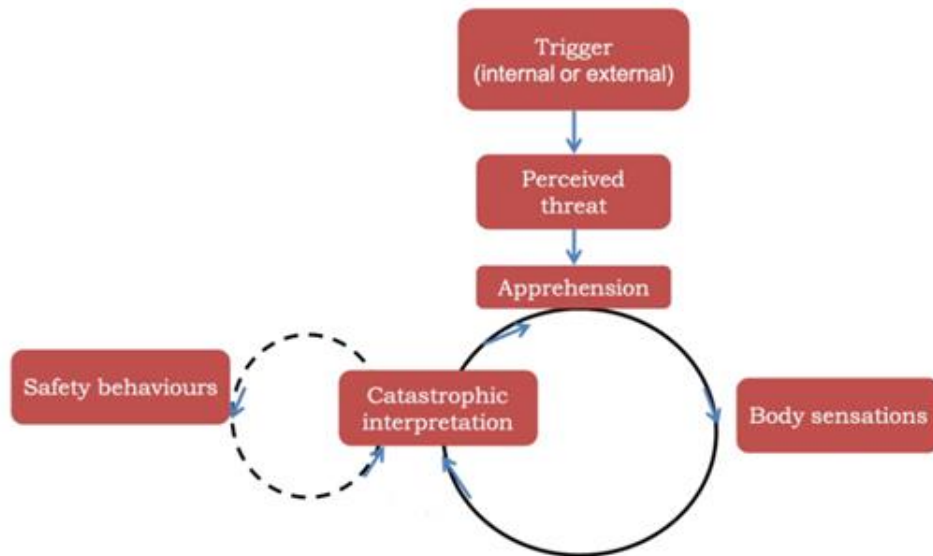 Trigger
(internal or external)
Perceived
threat
Apprehension
Safety behaviours
Catastrophic
interpretation
Body sensations